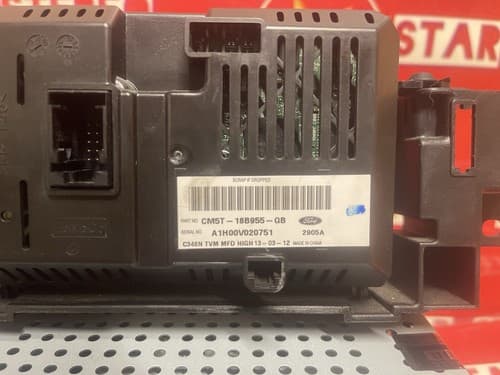 STAR
SCRAP IF DROPPED
PART NO. CM5T-18B955-GB Ford
SERIAL NO. A1H00V020751 2905A
C346N TVM MFD HIGH 13-03-12 MADE IN CHINA